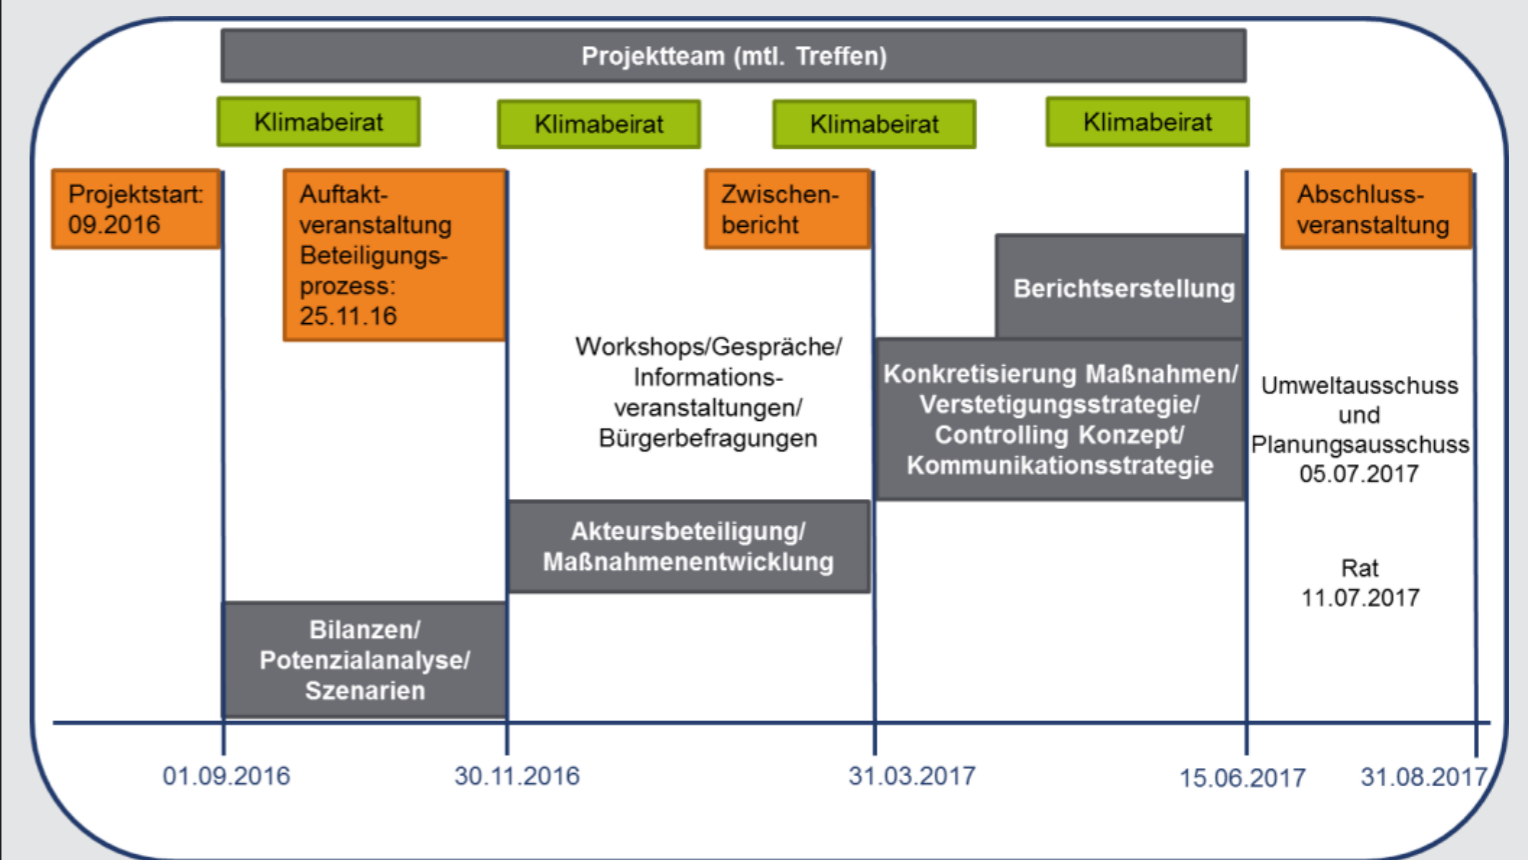 Projektteam (mtl. Treffen)
Klimabeirat
Klimabeirat
Klimabeirat
Klimabeirat
Projektstart:
09.2016
Auftakt-
veranstaltung
Beteiligungs-
prozess:
25.11.16
Zwischen-
bericht
Abschluss-
veranstaltung
Berichtserstellung
Workshops/Gespräche/
Informations-
veranstaltungen/
Bürgerbefragungen
Konkretisierung Maßnahmen/
Verstetigungsstrategie/
Controlling Konzept/
Kommunikationsstrategie
Umweltausschuss
und
Planungsausschuss
05.07.2017
Rat
11.07.2017
Akteursbeteiligung/
Maßnahmenentwicklung
Bilanzen/
Potenzialanalyse/
Szenarien
01.09.2016
30.11.2016
31.03.2017
15.06.2017
31.08.2017